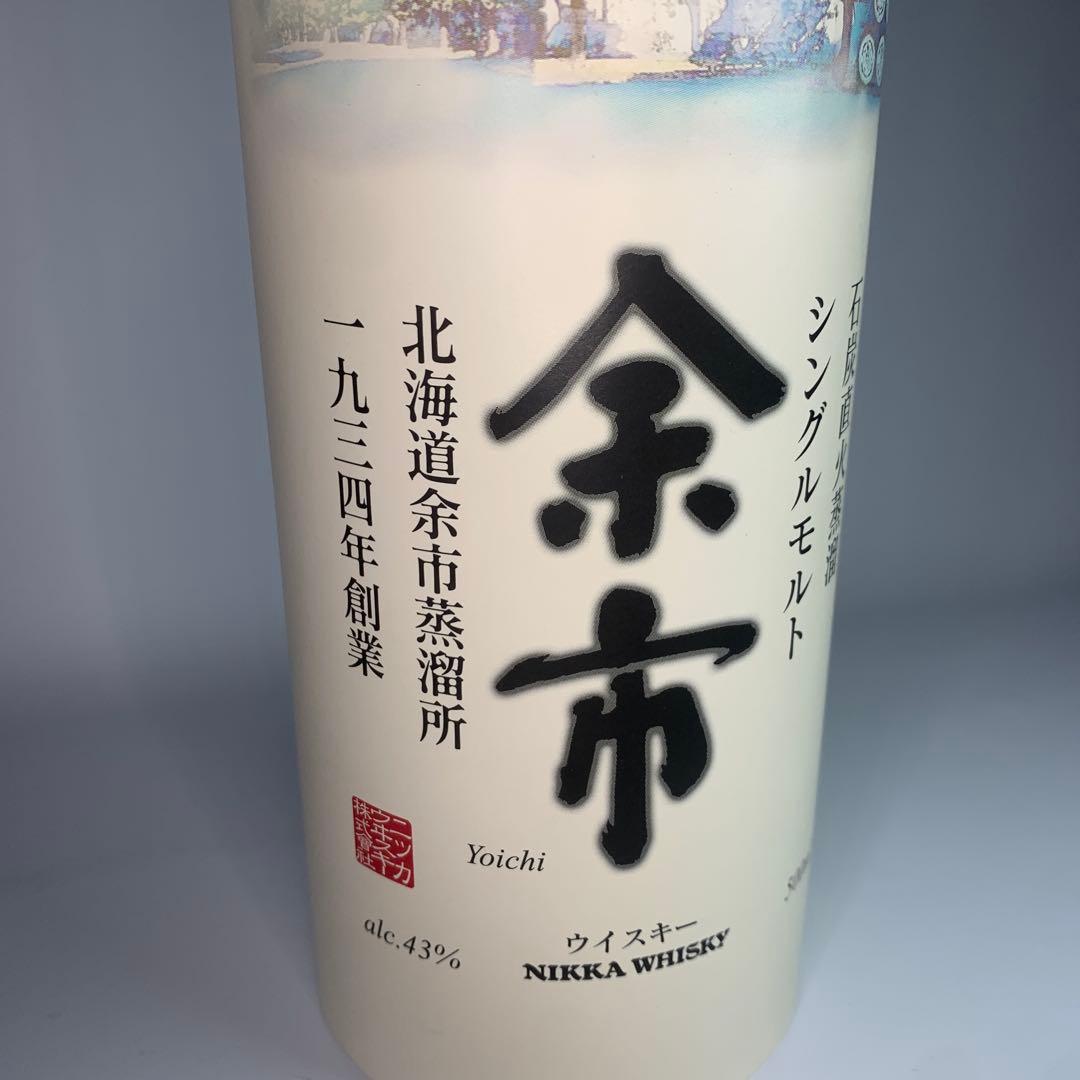 石炭直火蒸溜
シングルモルト
余市
北海道余市蒸溜所
一九三四年創業
ニッカ
ウヰスキー
株式會社
Yoichi
alc.43%
ウイスキー
NIKKA WHISKY